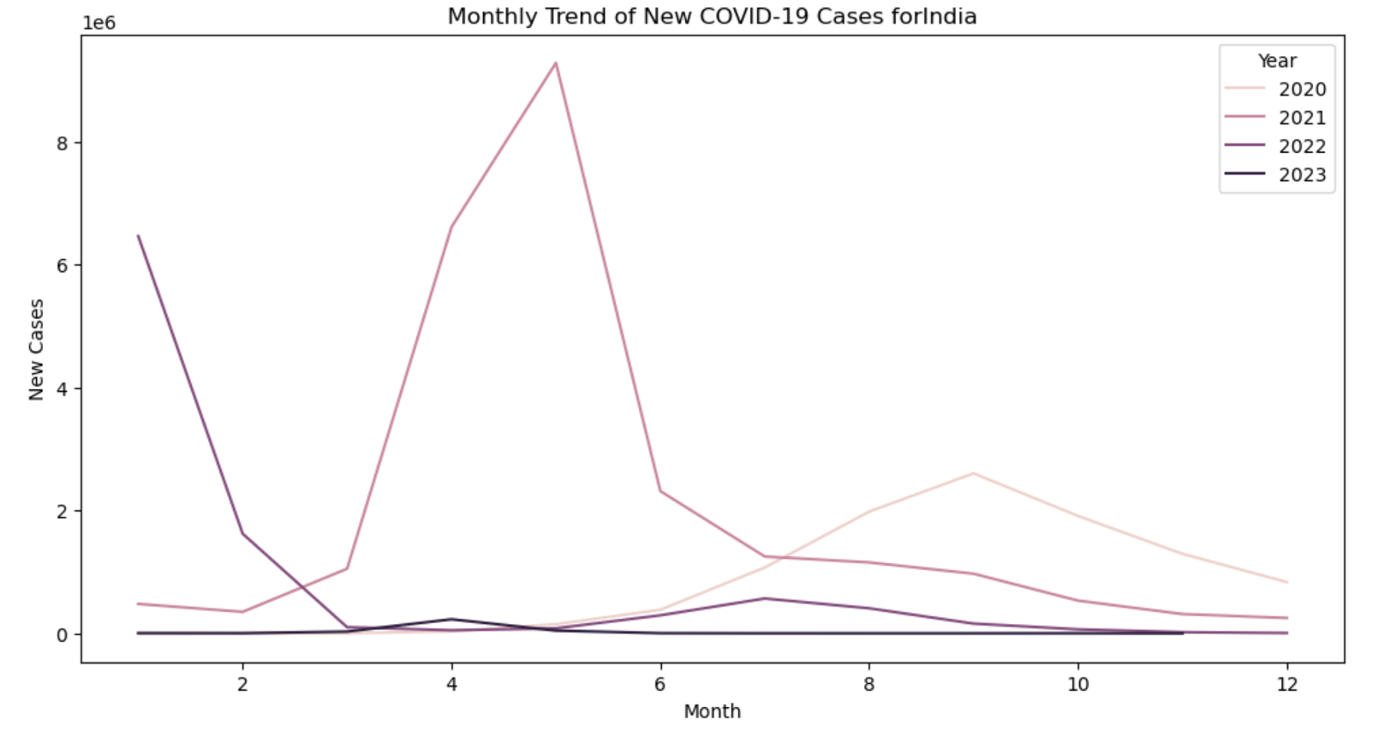 Monthly Trend of New COVID-19 Cases forIndia
1e6
Year
2020
2021
2022
2023
8
6
4
2
0
New Cases
2 4 6 8 10 12
Month